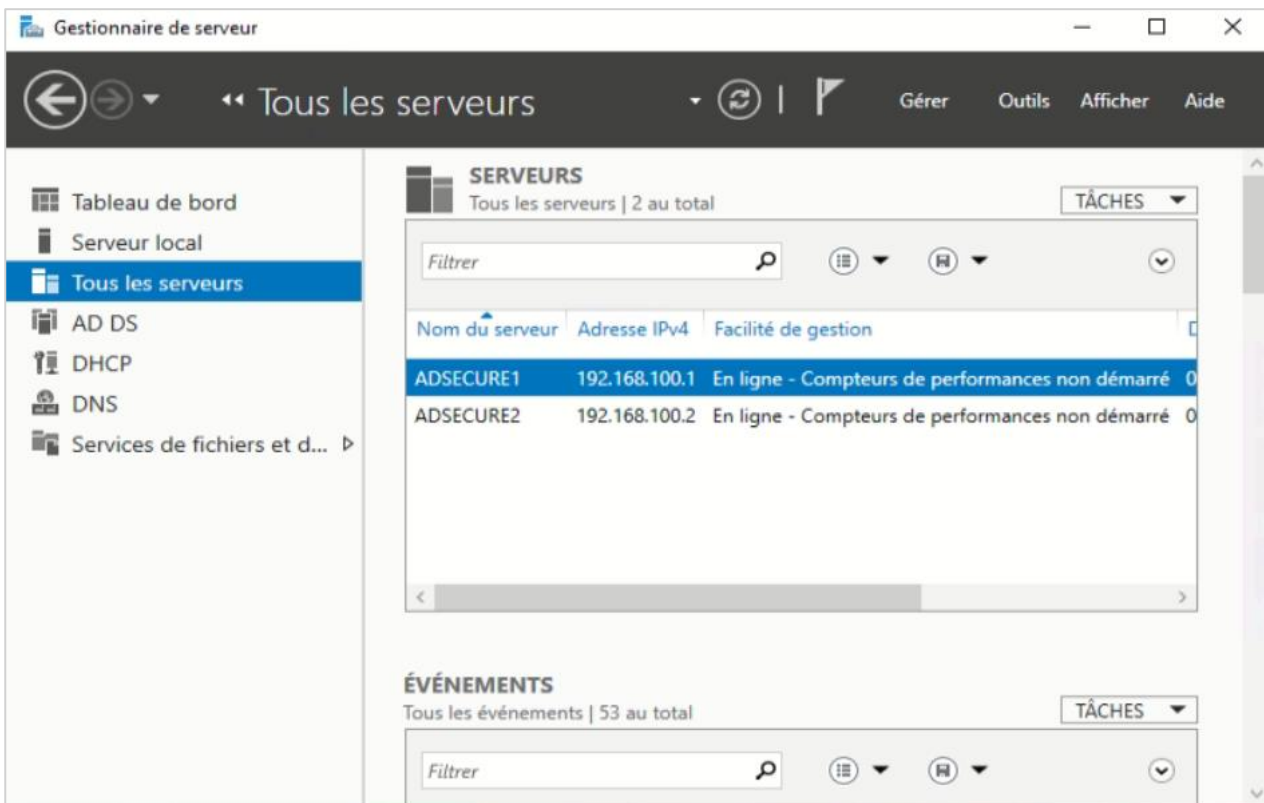 Gestionnaire de serveur
Tous les serveurs
Gérer Outils Afficher Aide
Tableau de bord
Serveur local
Tous les serveurs
AD DS
DHCP
DNS
Services de fichiers et d...
SERVEURS
Tous les serveurs | 2 au total
TÂCHES
Filtrer
Nom du serveur Adresse IPv4 Facilité de gestion
ADSECURE1 192.168.100.1 En ligne - Compteurs de performances non démarré 0
ADSECURE2 192.168.100.2 En ligne - Compteurs de performances non démarré 0
ÉVÉNEMENTS
Tous les événements | 53 au total
TÂCHES
Filtrer